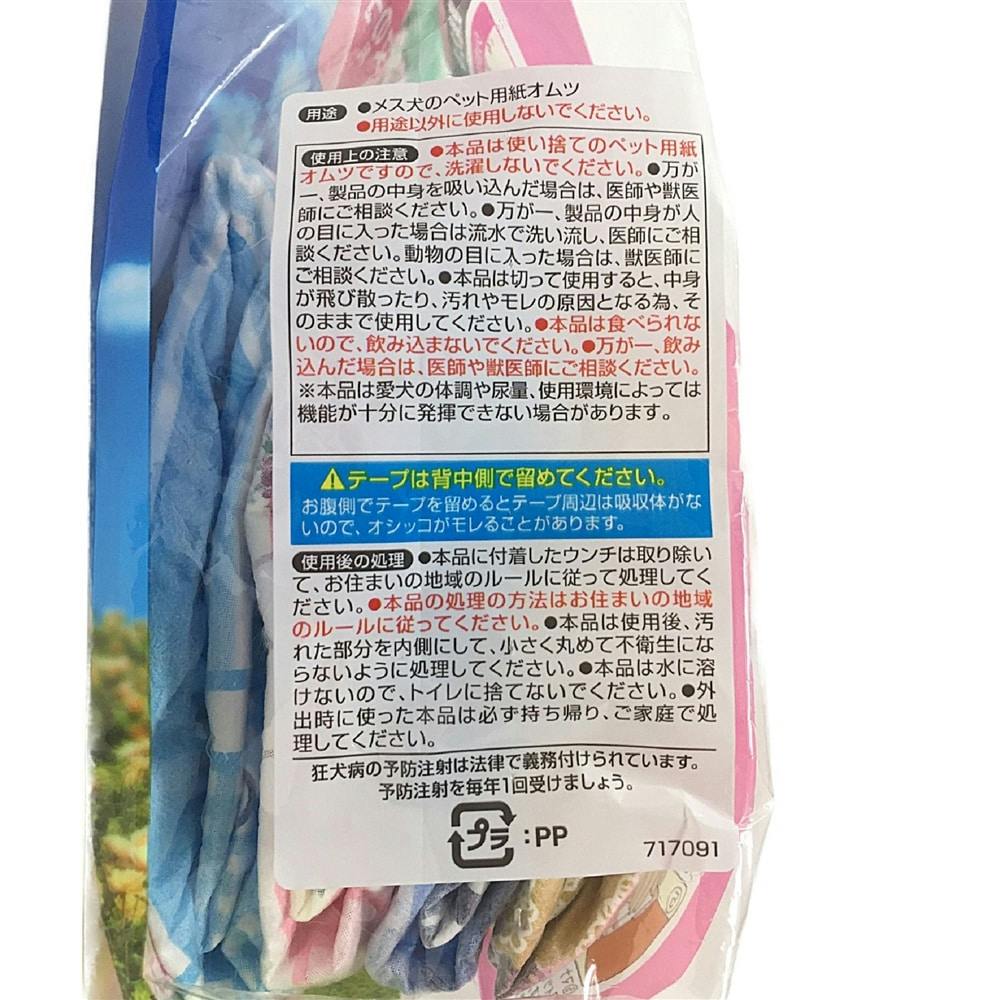 用途 ●メス犬のペット用紙オムツ
●用途以外に使用しないでください。
使用上の注意 ●本品は使い捨てのペット用紙
オムツですので、洗濯しないでください。●万が
一、製品の中身を吸い込んだ場合は、医師や獣医
師にご相談ください。●万が一、製品の中身が人
の目に入った場合は流水で洗い流し、医師にご相
談ください。動物の目に入った場合は、獣医師に
ご相談ください。●本品は切って使用すると、中身
が飛び散ったり、汚れやモレの原因となる為、そ
のままで使用してください。●本品は食べられな
いので、飲み込まないでください。●万が一、飲み
込んだ場合は、医師や獣医師にご相談ください。
※本品は愛犬の体調や尿量、使用環境によっては
機能が十分に発揮できない場合があります。
⚠テープは背中側で留めてください。
お腹側でテープを留めるとテープ周辺は吸収体がな
いので、オシッコがモレることがあります。
使用後の処理 ●本品に付着したウンチは取り除い
て、お住まいの地域のルールに従って処理してく
ださい。●本品の処理の方法はお住まいの地域
のルールに従ってください。●本品は使用後、汚
れた部分を内側にして、小さく丸めて不衛生にな
らないように処理してください。●本品は水に溶
けないので、トイレに捨てないでください。●外
出時に使った本品は必ず持ち帰り、ご家庭で処
理してください。
狂犬病の予防注射は法律で義務付けられています。
予防注射を毎年1回受けましょう。
プラ :PP
717091